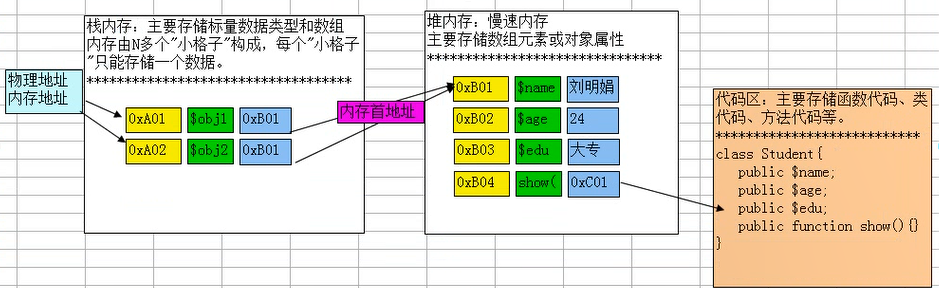 栈内存：主要存储标量数据类型和数组
内存由N多个"小格子"构成，每个"小格子
"只能存储一个数据。
**********************************
物理地址
内存地址
0xA01 $obj1 0xB01
0xA02 $obj2 0xB01
内存首地址
堆内存：慢速内存
主要存储数组元素或对象属性
******************************
0xB01 $name 刘明娟
0xB02 $age 24
0xB03 $edu 大专
0xB04 show( 0xC01
代码区：主要存储函数代码、类
代码、方法代码等。
**************************
class Student{
public $name;
public $age;
public $edu;
public function show(){}
}